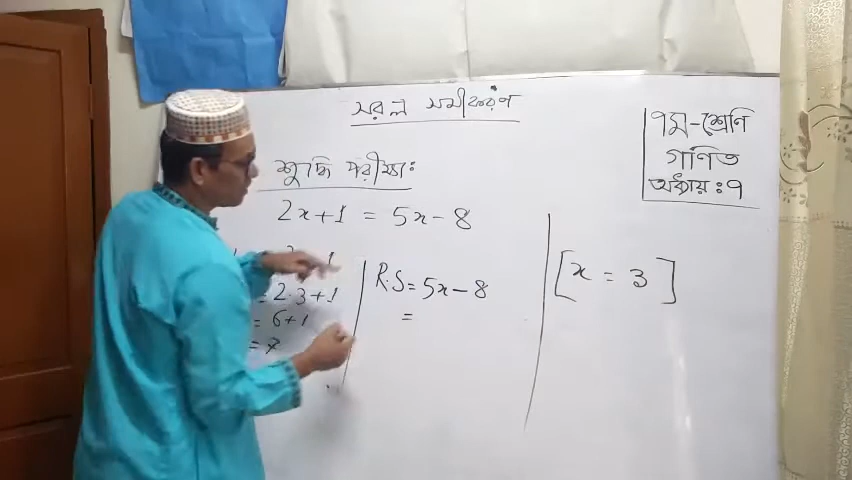 সরল সমীকরণ
৭ম-শ্রেণি
গণিত
অধ্যায়: ৭
শুদ্ধি পরীক্ষা:
2x+1 = 5x-8
= 2·3+1
= 6+1
= 7
R.S = 5x-8
=
[x = 3]